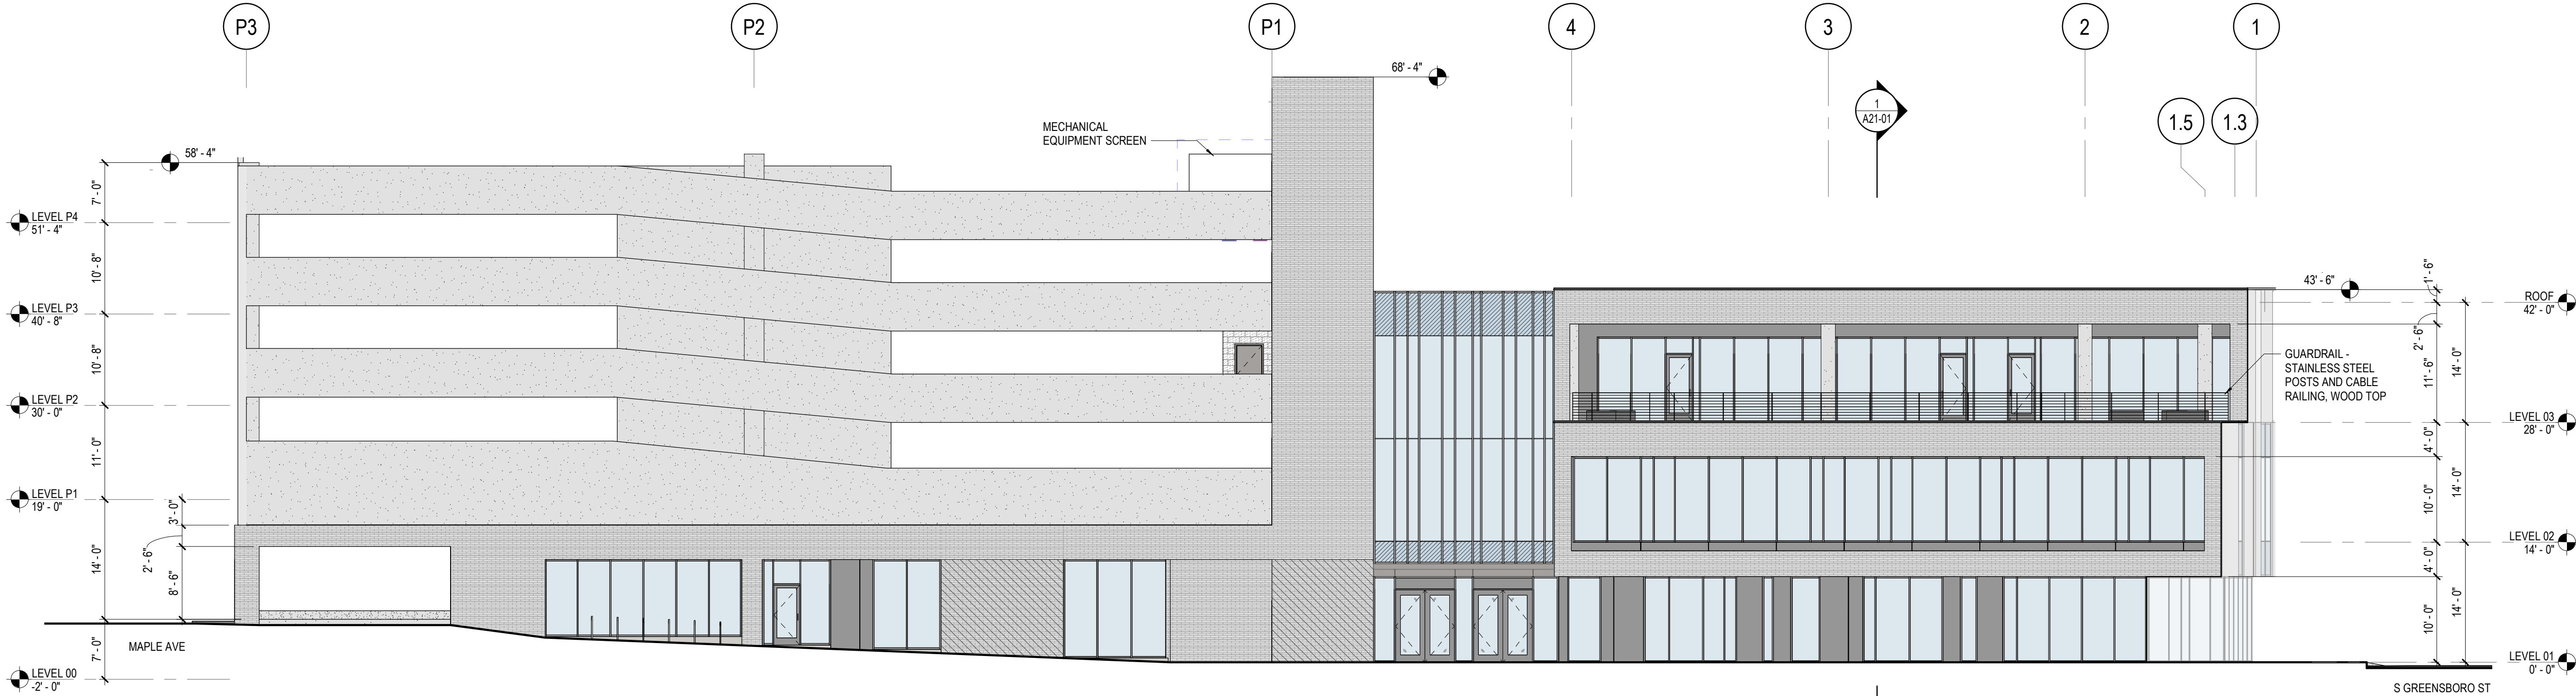 P3
P2
P1
4
3
2
1
1.5
1.3
1
A21-01
68' - 4"
MECHANICAL
EQUIPMENT SCREEN
58' - 4"
7' - 0"
LEVEL P4
51' - 4"
10' - 8"
LEVEL P3
40' - 8"
10' - 8"
LEVEL P2
30' - 0"
11' - 0"
LEVEL P1
19' - 0"
3' - 0"
2' - 6"
14' - 0"
8' - 6"
MAPLE AVE
7' - 0"
LEVEL 00
-2' - 0"
43' - 6"
1' - 6"
ROOF
42' - 0"
2' - 6"
GUARDRAIL -
STAINLESS STEEL
POSTS AND CABLE
RAILING, WOOD TOP
11' - 6"
14' - 0"
LEVEL 03
28' - 0"
4' - 0"
10' - 0"
14' - 0"
LEVEL 02
14' - 0"
4' - 0"
10' - 0"
14' - 0"
LEVEL 01
0' - 0"
S GREENSBORO ST